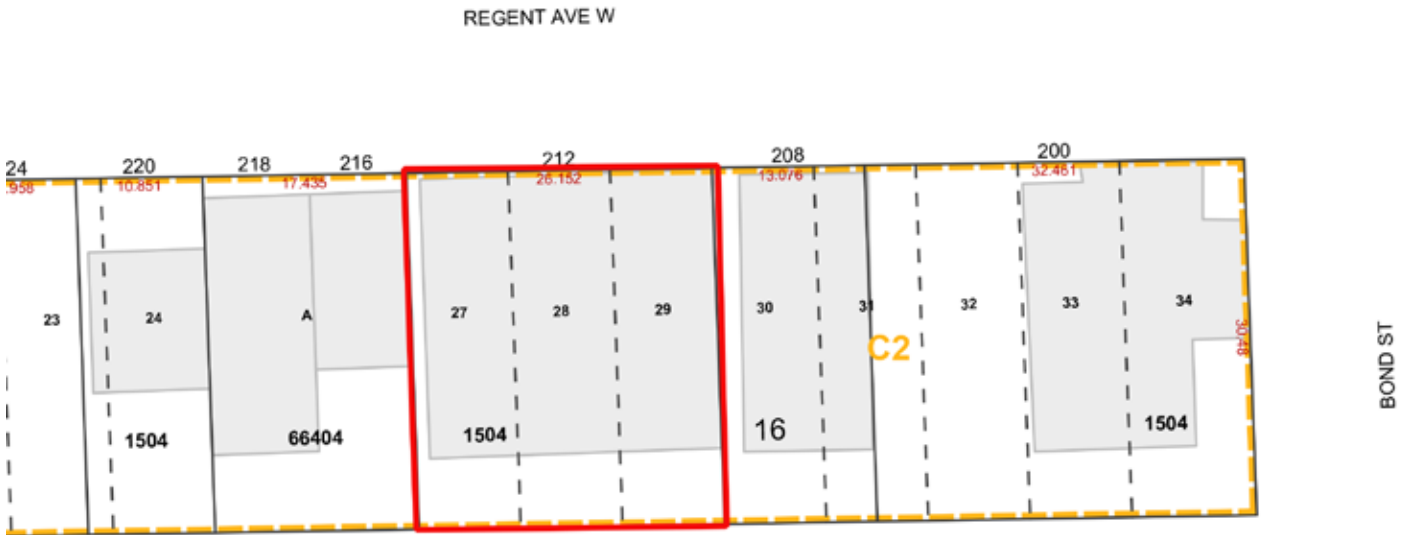 REGENT AVE W
24 220 218 216 212 208 200
.958 10.851 17.435 26.152 13.076 32.461
23 24 A 27 28 29 30 31 32 33 34
30.48
C2
BOND ST
1504 66404 1504 16 1504